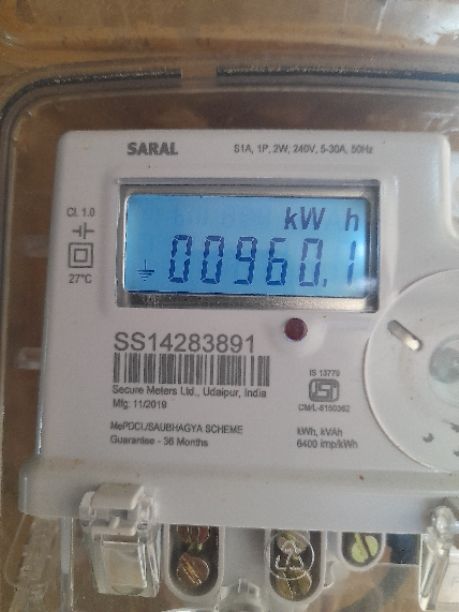 SARAL
S1A, 1P, 2W, 240V, 5-30A, 50Hz
kW h
Cl. 1.0
00960.1
27°C
SS14283891
Secure Meters Ltd., Udaipur, India
Mfg: 11/2019
IS 13779
CM/L-8150362
MePDCL/SAUBHAGYA SCHEME
Guarantee - 36 Months
kWh, kVAh
6400 imp/kWh